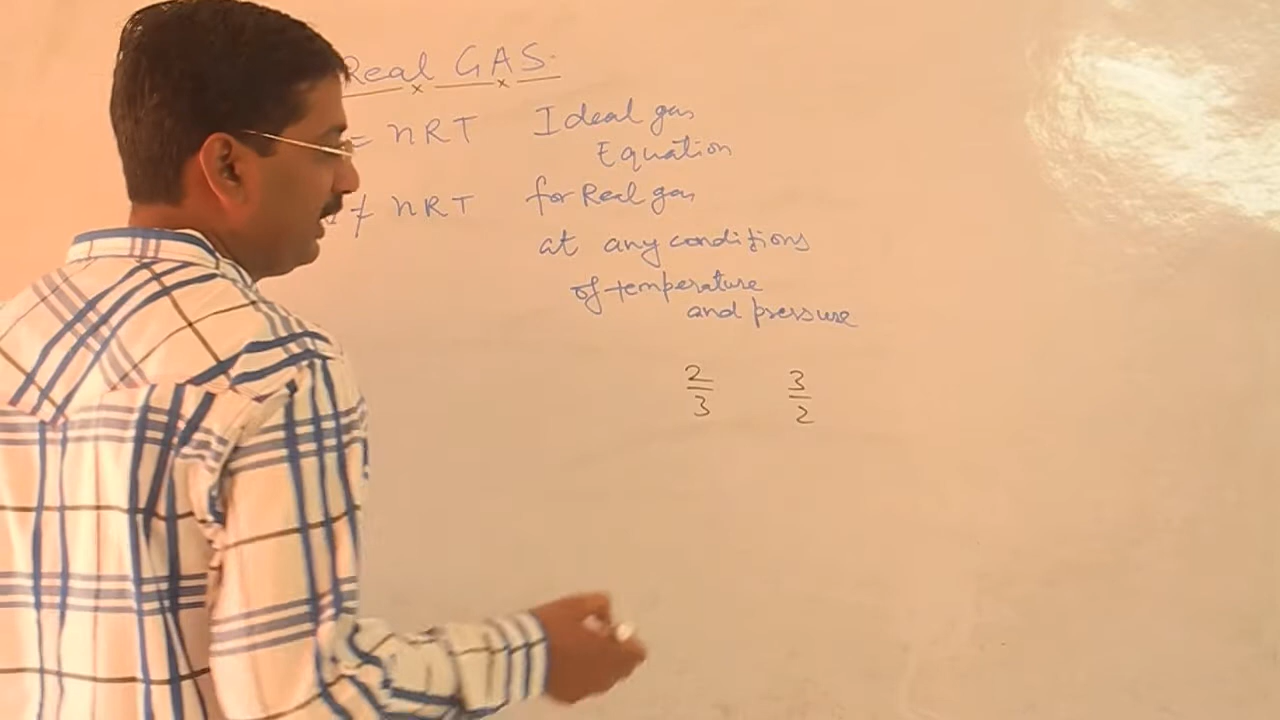 Real GAS.
= nRT Ideal gas
Equation
≠ nRT for Real gas
at any conditions
of temperature
and pressure
2/3 3/2